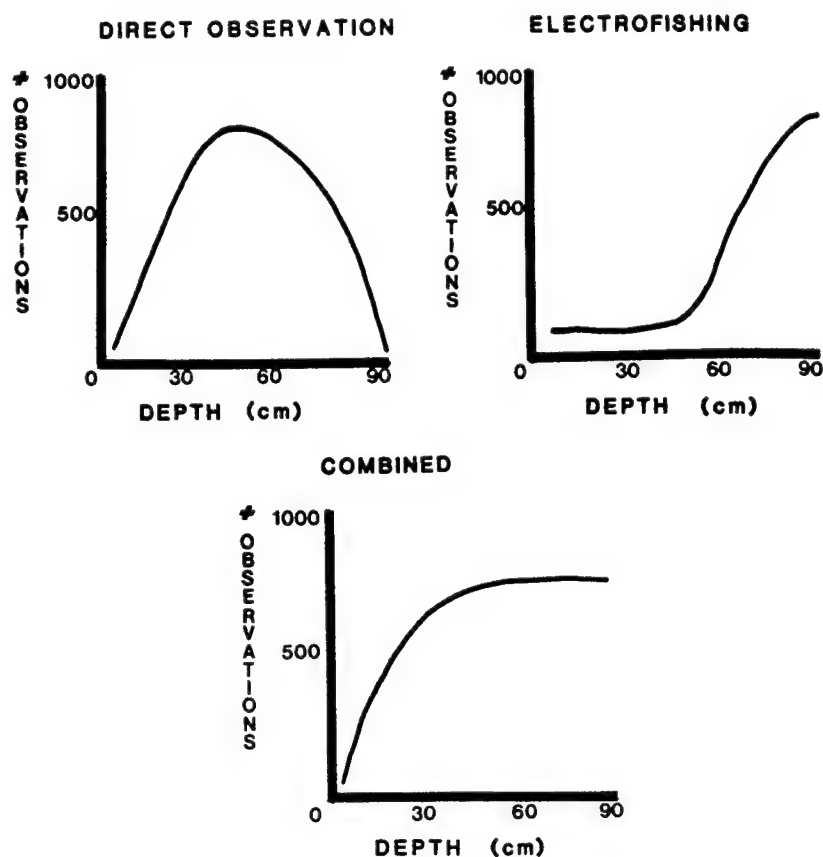 DIRECT OBSERVATION
# OBSERVATIONS
1000
500
0 30 60 90
DEPTH (cm)
ELECTROFISHING
# OBSERVATIONS
1000
500
0 30 60 90
DEPTH (cm)
COMBINED
# OBSERVATIONS
1000
500
0 30 60 90
DEPTH (cm)